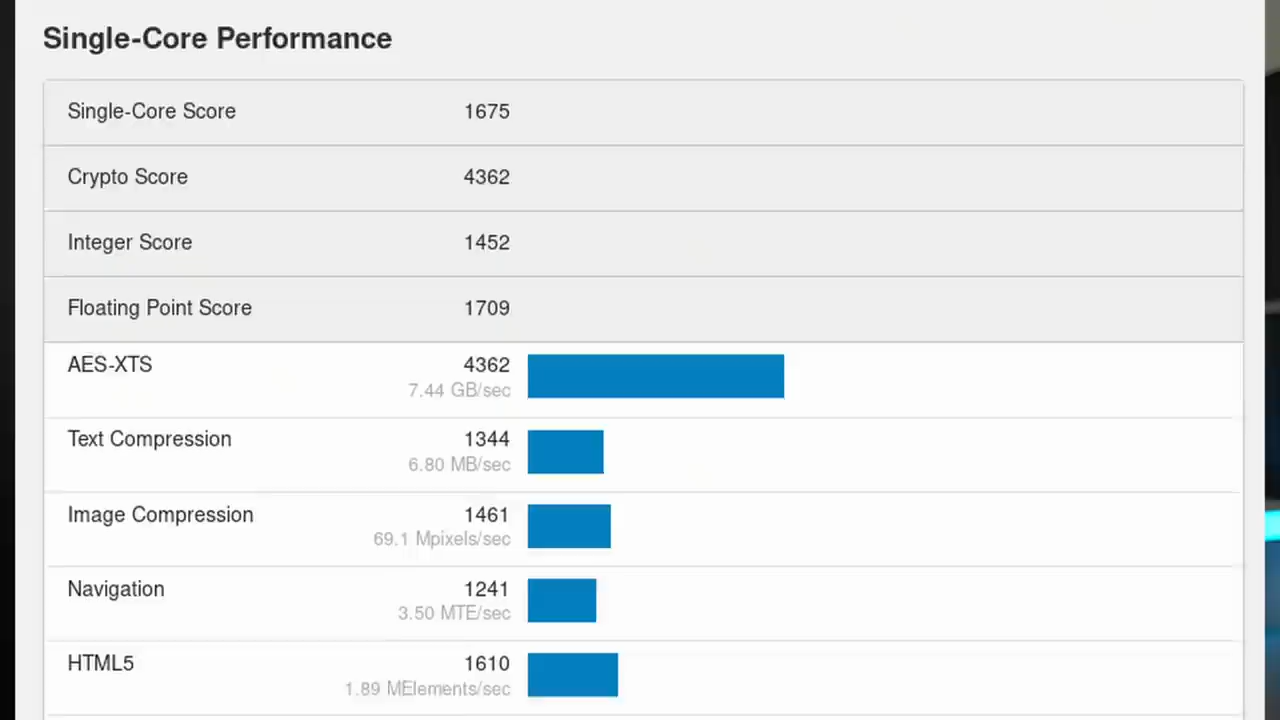 Single-Core Performance
Single-Core Score 1675
Crypto Score 4362
Integer Score 1452
Floating Point Score 1709
AES-XTS 4362
7.44 GB/sec
Text Compression 1344
6.80 MB/sec
Image Compression 1461
69.1 Mpixels/sec
Navigation 1241
3.50 MTE/sec
HTML5 1610
1.89 MElements/sec